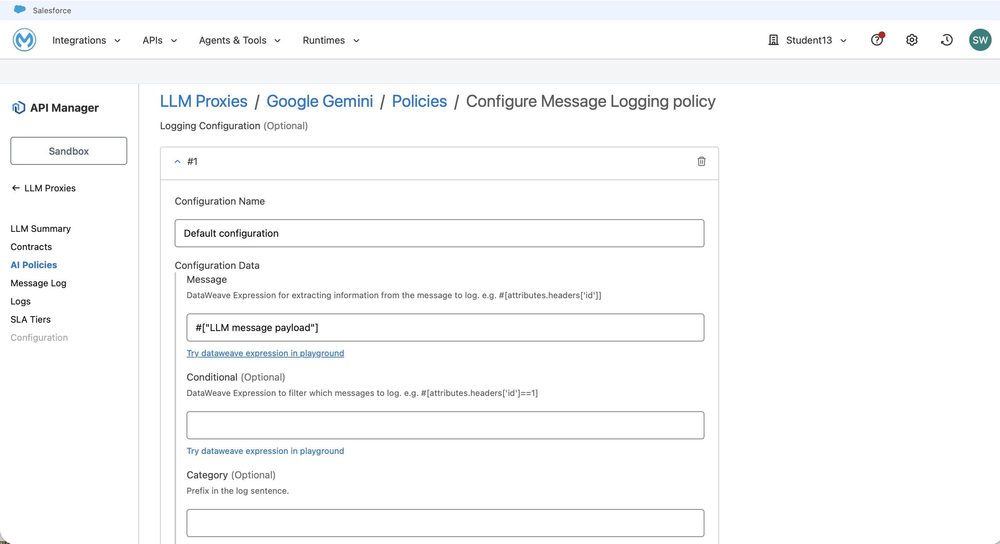 Salesforce
Integrations APIs Agents & Tools Runtimes Student13 SW
API Manager
Sandbox
LLM Proxies
LLM Summary
Contracts
AI Policies
Message Log
Logs
SLA Tiers
Configuration
LLM Proxies / Google Gemini / Policies / Configure Message Logging policy
Logging Configuration (Optional)
#1
Configuration Name
Default configuration
Configuration Data
Message
DataWeave Expression for extracting information from the message to log. e.g. #[attributes.headers['id']]
#["LLM message payload"]
Try dataweave expression in playground
Conditional (Optional)
DataWeave Expression to filter which messages to log. e.g. #[attributes.headers['id']==1]
Try dataweave expression in playground
Category (Optional)
Prefix in the log sentence.